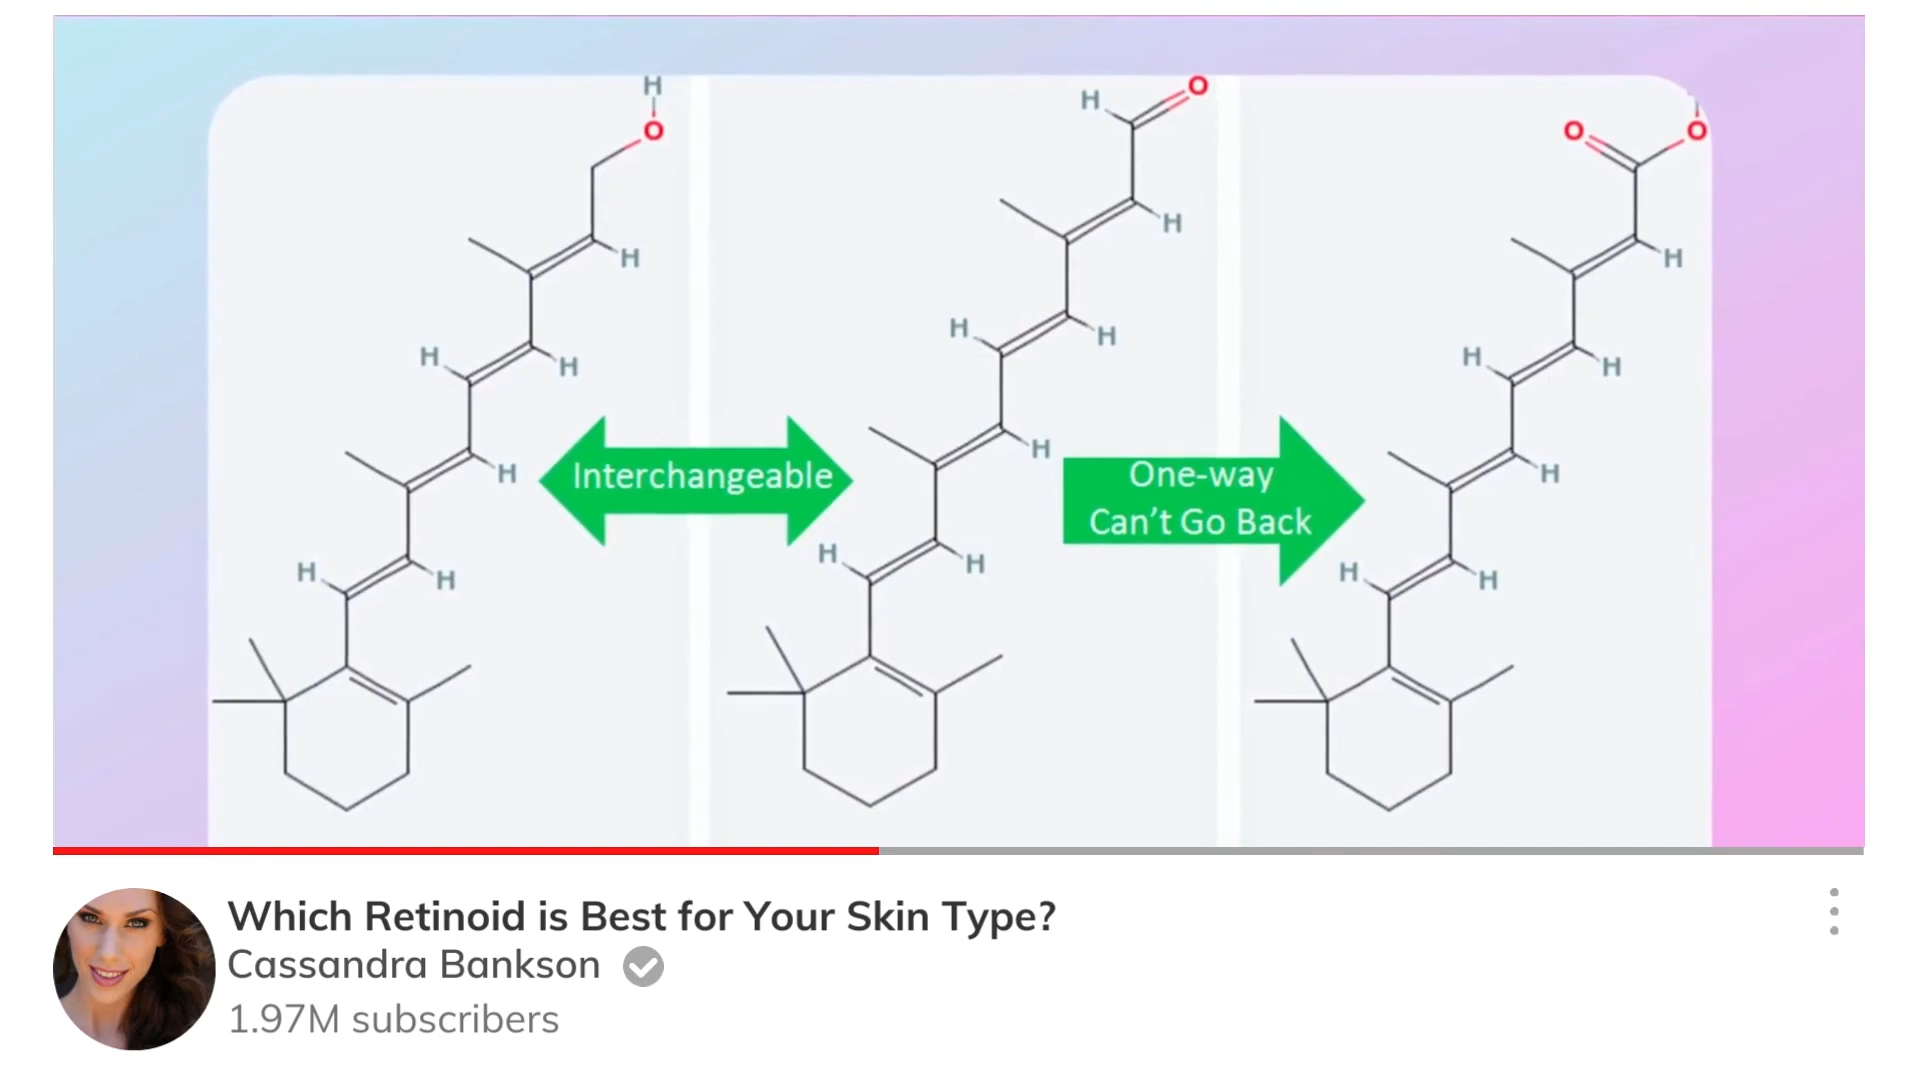 H
O
H
H
H
H
H
H
H
O
H
H
H
H
H
H
O
O
H
H
H
H
H
H
Interchangeable
One-way
Can't Go Back
Which Retinoid is Best for Your Skin Type?
Cassandra Bankson
1.97M subscribers